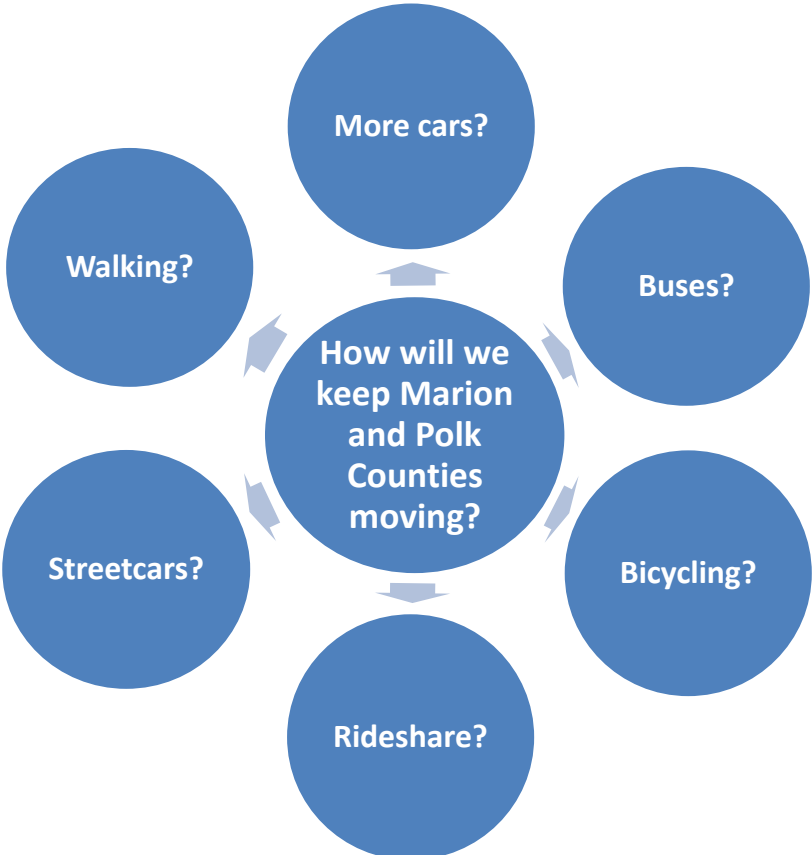 More cars?
Walking?
Buses?
How will we
keep Marion
and Polk
Counties
moving?
Streetcars?
Bicycling?
Rideshare?